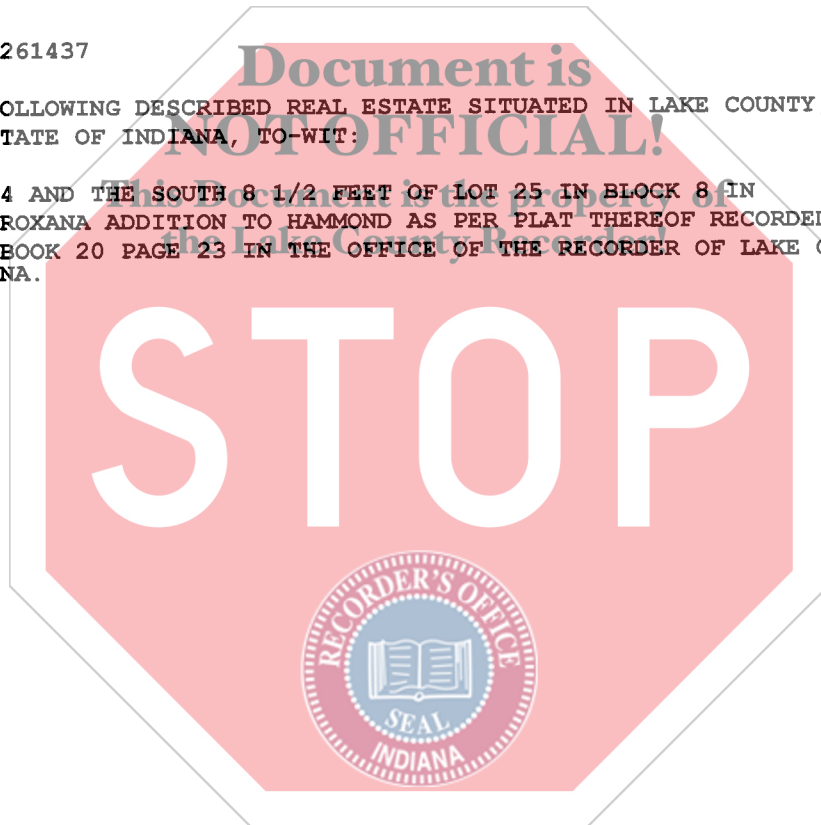 261437
Document is
OLLOWING DESCRIBED REAL ESTATE SITUATED IN LAKE COUNTY
TATE OF INDIANA, TO-WIT:
NOT OFFICIAL!
4 AND THE SOUTH 8 1/2 FEET OF LOT 25 IN BLOCK 8 IN
This Document is the property of
ROXANA ADDITION TO HAMMOND AS PER PLAT THEREOF RECORDED
the Lake County Recorder!
BOOK 20 PAGE 23 IN THE OFFICE OF THE RECORDER OF LAKE C
NA.
STOP
RECORDER'S OFFICE
SEAL
INDIANA